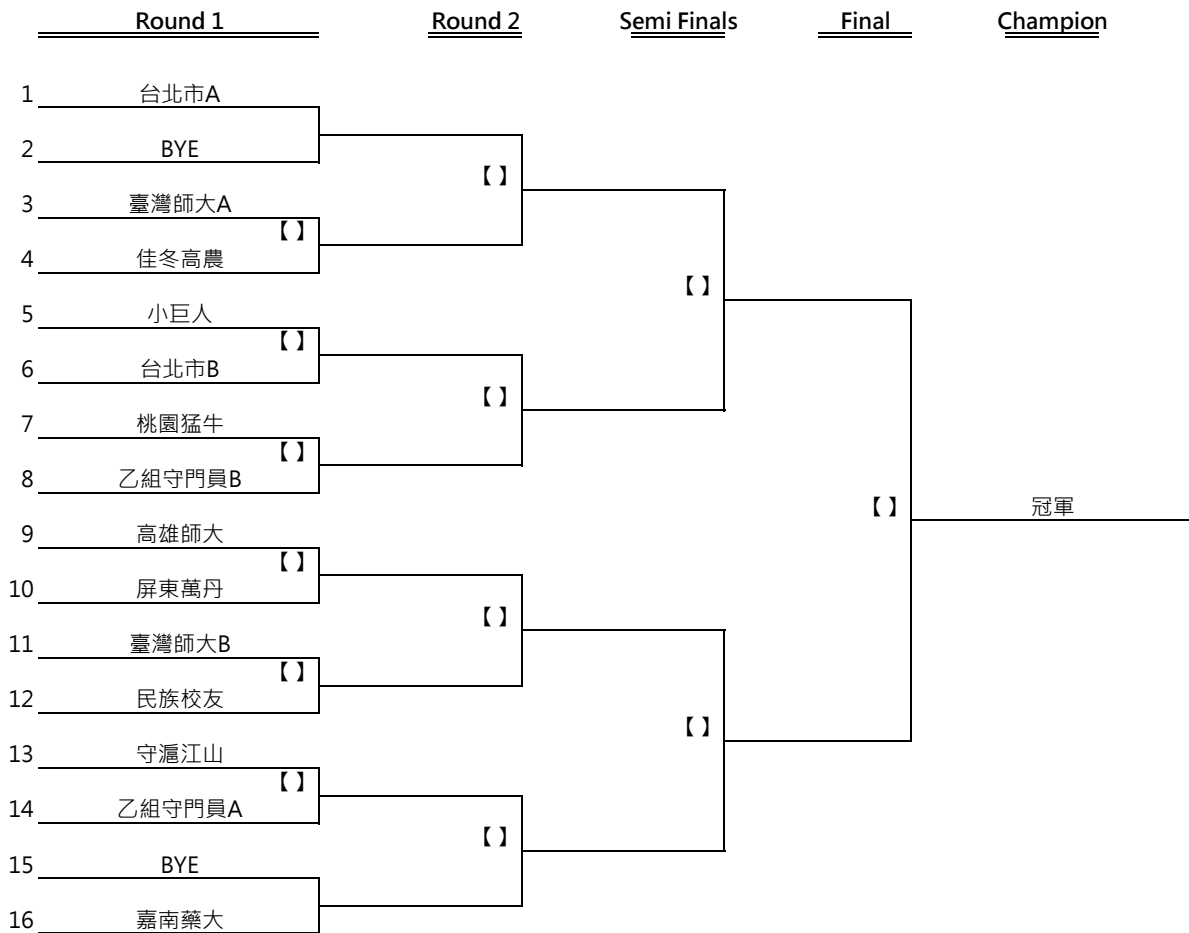 Round 1 Round 2 Semi Finals Final Champion
1 台北市A
2 BYE
【 】
3 臺灣師大A
【 】
4 佳冬高農
【 】
5 小巨人
【 】
6 台北市B
【 】
7 桃園猛牛
【 】
8 乙組守門員B
【 】 冠軍
9 高雄師大
【 】
10 屏東萬丹
【 】
11 臺灣師大B
【 】
12 民族校友
【 】
13 守滬江山
【 】
14 乙組守門員A
【 】
15 BYE
16 嘉南藥大